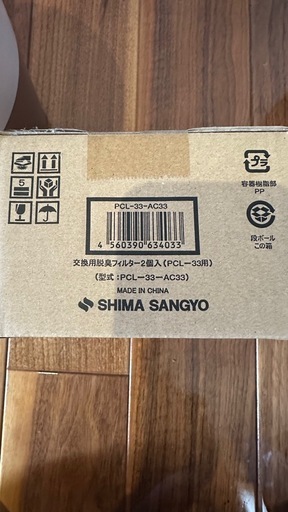 5
PCL-33-AC33
4 560390 634033
交換用脱臭フィルター2個入(PCL-33用)
(型式:PCL-33-AC33)
MADE IN CHINA
SHIMA SANGYO
プラ
容器樹脂部
PP
段ボール
この箱